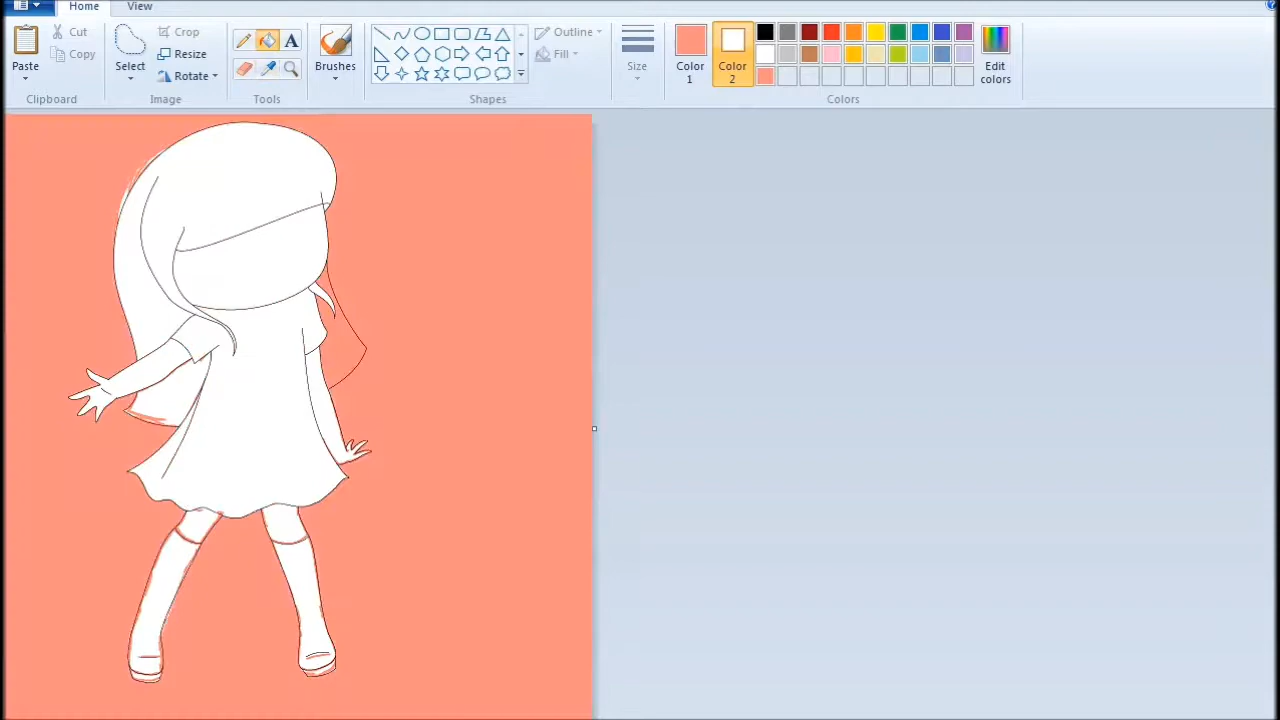 Home View
Paste
Cut
Copy
Clipboard
Select
Crop
Resize
Rotate
Image
A
Tools
Brushes
Shapes
Outline
Fill
Size
Color 1
Color 2
Edit colors
Colors